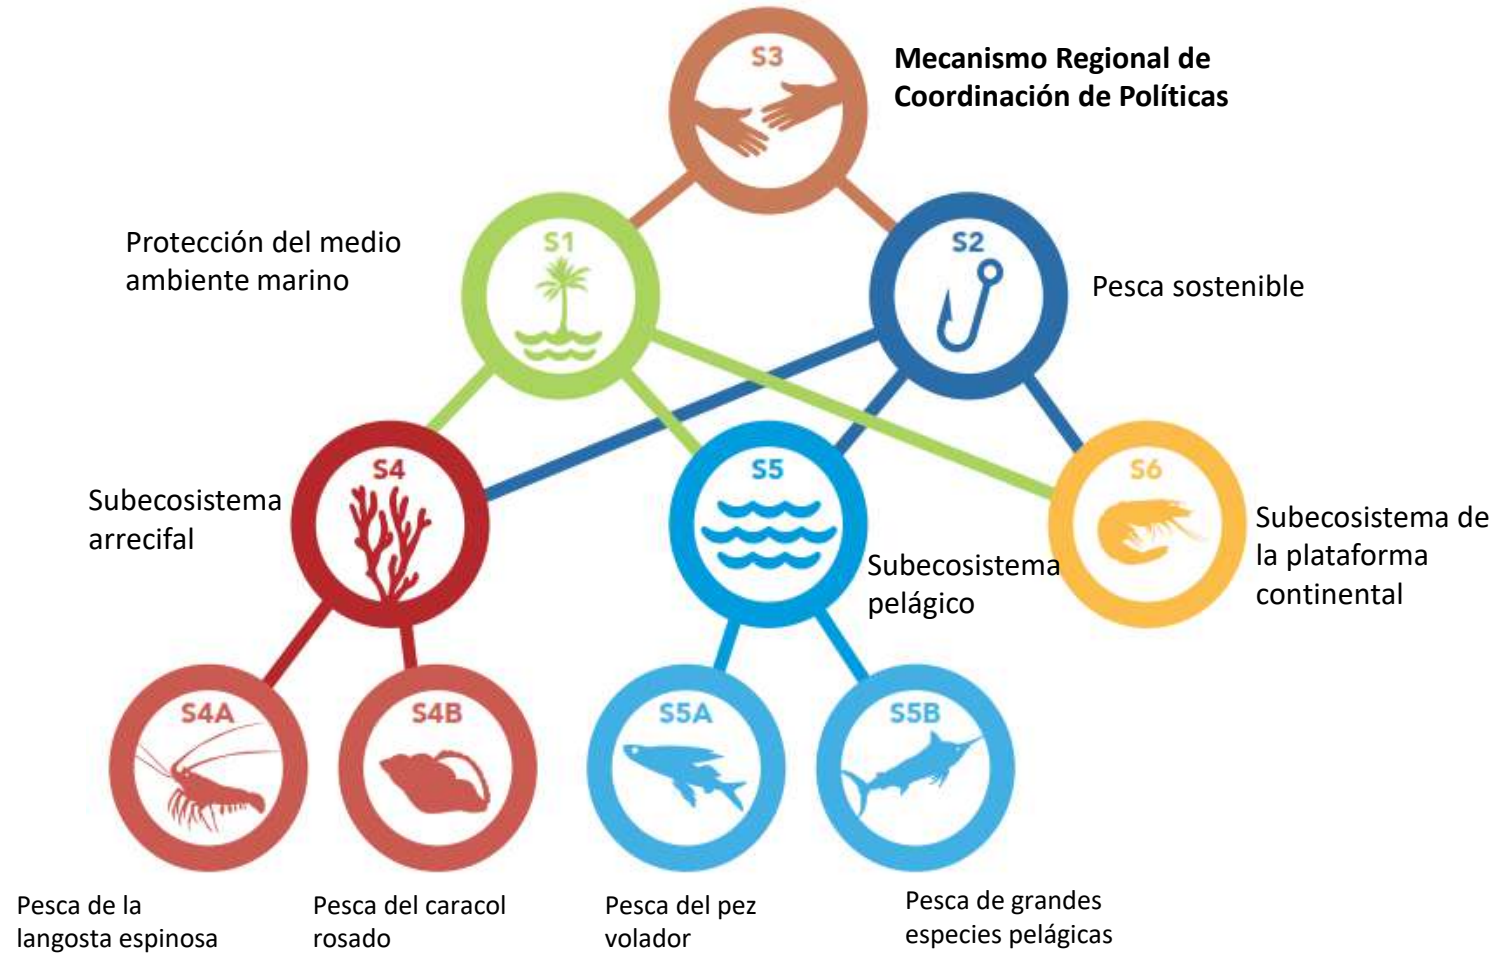 S3
Mecanismo Regional de
Coordinación de Políticas
S1
Protección del medio
ambiente marino
S2
Pesca sostenible
S4
Subecosistema
arrecifal
S5
Subecosistema
pelágico
S6
Subecosistema de
la plataforma
continental
S4A
S4B
S5A
S5B
Pesca de la
langosta espinosa
Pesca del caracol
rosado
Pesca del pez
volador
Pesca de grandes
especies pelágicas